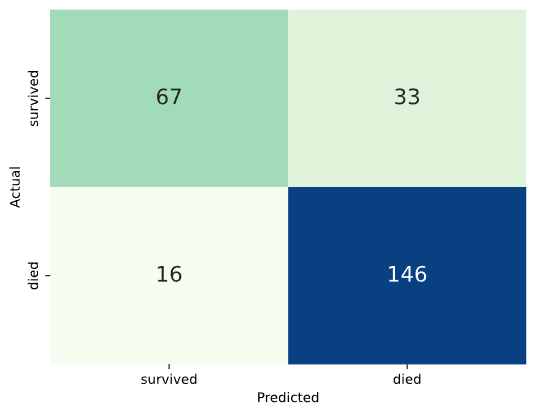 survived
67
33
Actual
died
16
146
survived
died
Predicted